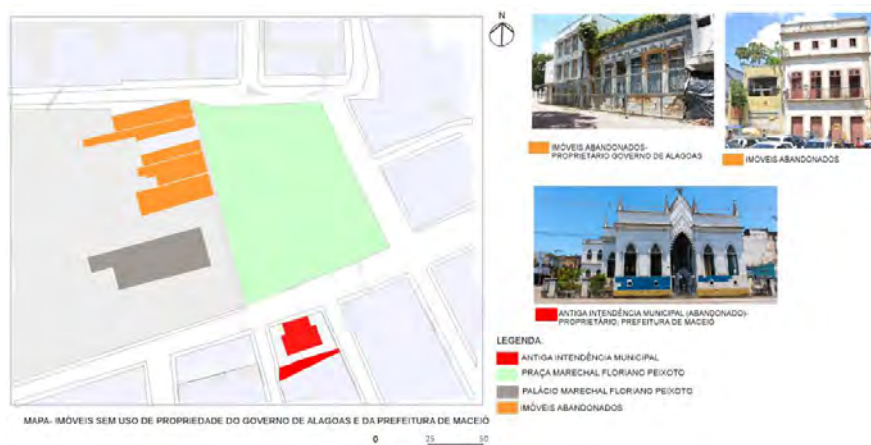 N
IMÓVEIS ABANDONADOS-
PROPRIETÁRIO GOVERNO DE ALAGOAS
IMÓVEIS ABANDONADOS
ANTIGA INTENDÊNCIA MUNICIPAL (ABANDONADO)-
PROPRIETÁRIO; PREFEITURA DE MACEIÓ
LEGENDA:
ANTIGA INTENDÊNCIA MUNICIPAL
PRAÇA MARECHAL FLORIANO PEIXOTO
PALÁCIO MARECHAL FLORIANO PEIXOTO
IMÓVEIS ABANDONADOS
MAPA- IMÓVEIS SEM USO DE PROPRIEDADE DO GOVERNO DE ALAGOAS E DA PREFEITURA DE MACEIÓ
0 25 50